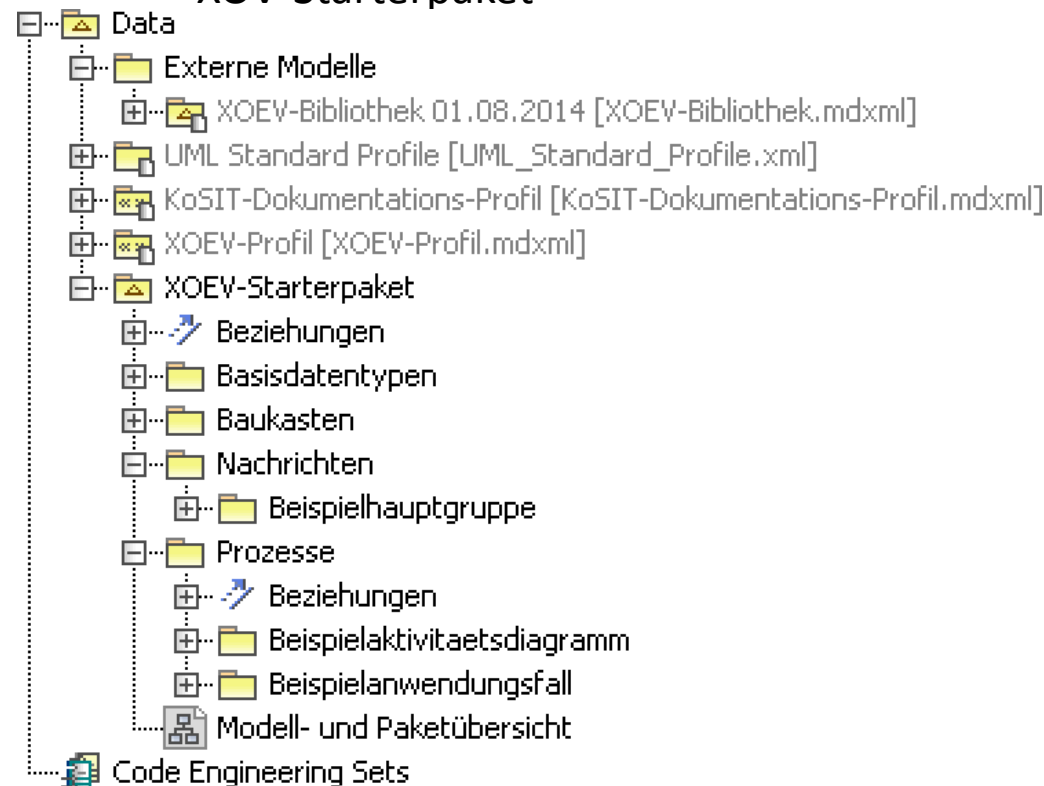 XOEV-Starterpaket
Data
Externe Modelle
XOEV-Bibliothek 01.08.2014 [XOEV-Bibliothek.mdxml]
UML Standard Profile [UML_Standard_Profile.xml]
KoSIT-Dokumentations-Profil [KoSIT-Dokumentations-Profil.mdxml]
XOEV-Profil [XOEV-Profil.mdxml]
XOEV-Starterpaket
Beziehungen
Basisdatentypen
Baukasten
Nachrichten
Beispielhauptgruppe
Prozesse
Beziehungen
Beispielaktivitaetsdiagramm
Beispielanwendungsfall
Modell- und Paketübersicht
Code Engineering Sets